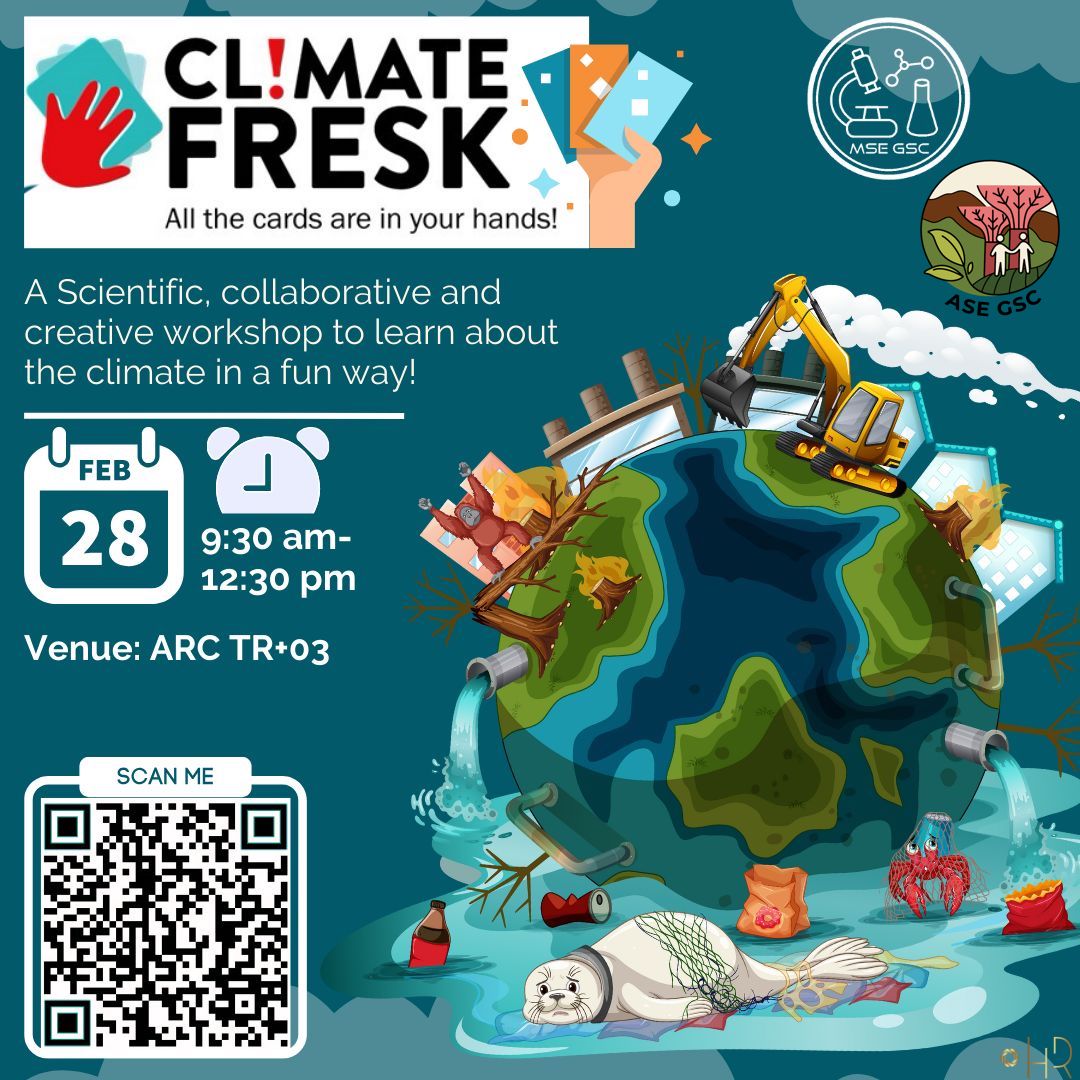 CL!MATE
FRESK
All the cards are in your hands!
MSE GSC
ASE GSC
A Scientific, collaborative and
creative workshop to learn about
the climate in a fun way!
FEB
28
9:30 am-
12:30 pm
Venue: ARC TR+03
SCAN ME
HR